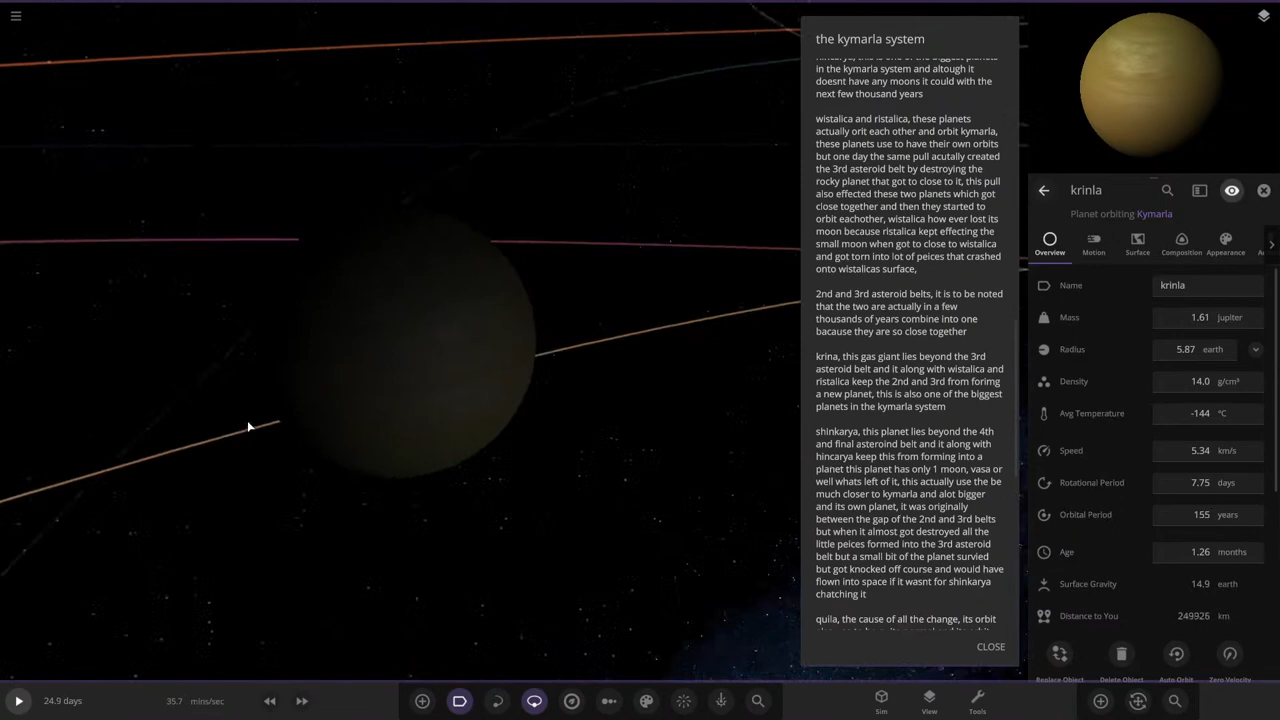 the kymarla system
hincarya, this is one of the biggest planets
in the kymarla system and altough it
doesnt have any moons it could with the
next few thousand years
wistalica and ristalica, these planets
actually orit each other and orbit kymarla,
these planets use to have their own orbits
but one day the same pull acutally created
the 3rd asteroid belt by destroying the
rocky planet that got to close to it, this pull
also effected these two planets which got
close together and then they started to
orbit eachother, wistalica how ever lost its
moon because ristalica kept effecting the
small moon when got to close to wistalica
and got torn into lot of peices that crashed
onto wistalicas surface,
2nd and 3rd asteroid belts, it is to be noted
that the two are actually in a few
thousands of years combine into one
bacause they are so close together
krina, this gas giant lies beyond the 3rd
asteroid belt and it along with wistalica and
ristalica keep the 2nd and 3rd from forimg
a new planet, this is also one of the biggest
planets in the kymarla system
shinkarya, this planet lies beyond the 4th
and final asteroind belt and it along with
hincarya keep this from forming into a
planet this planet has only 1 moon, vasa or
well whats left of it, this actually use the be
much closer to kymarla and alot bigger
and its own planet, it was originally
between the gap of the 2nd and 3rd belts
but when it almost got destroyed all the
little peices formed into the 3rd asteroid
belt but a small bit of the planet survied
but got knocked off course and would have
flown into space if it wasnt for shinkarya
chatching it
quila, the cause of all the change, its orbit
CLOSE
krinla
Planet orbiting Kymarla
Overview Motion Surface Composition Appearance
Name krinla
Mass 1.61 jupiter
Radius 5.87 earth
Density 14.0 g/cm³
Avg Temperature -144 °C
Speed 5.34 km/s
Rotational Period 7.75 days
Orbital Period 155 years
Age 1.26 months
Surface Gravity 14.9 earth
Distance to You 249926 km
Replace Object Delete Object Auto Orbit Zero Velocity
24.9 days 35.7 mins/sec Sim View Tools